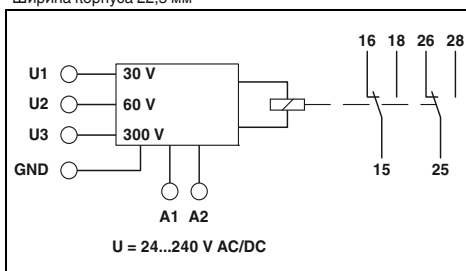 Ширина корпуса 22,5 мм
16 18 26 28
U1 30 V
U2 60 V
U3 300 V
GND
15 25
A1 A2
U = 24...240 V AC/DC